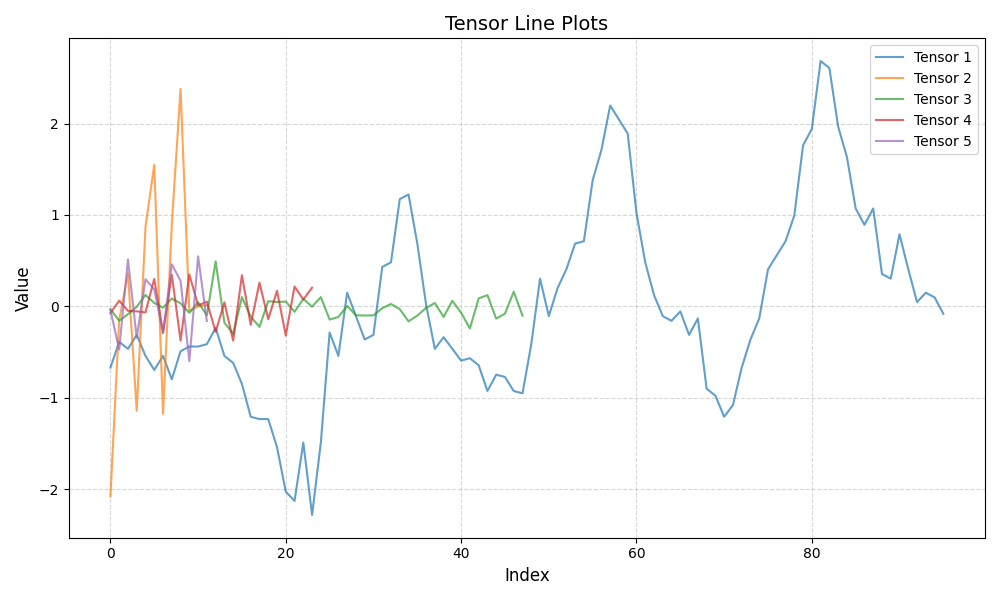 Tensor Line Plots
Tensor 1
Tensor 2
Tensor 3
Tensor 4
Tensor 5
Value
2
1
0
−1
−2
0 20 40 60 80
Index